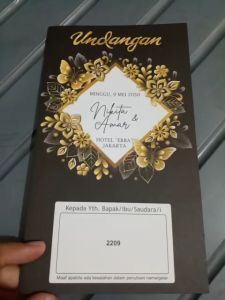 Undangan
MINGGU, 9 MEI 2020
Nikita
&
Amar
HOTEL "ERBA"
JAKARTA
Kepada Yth. Bapak/Ibu/Saudara/i
2209
Maaf apabila ada kesalahan dalam penulisan nama/gelar